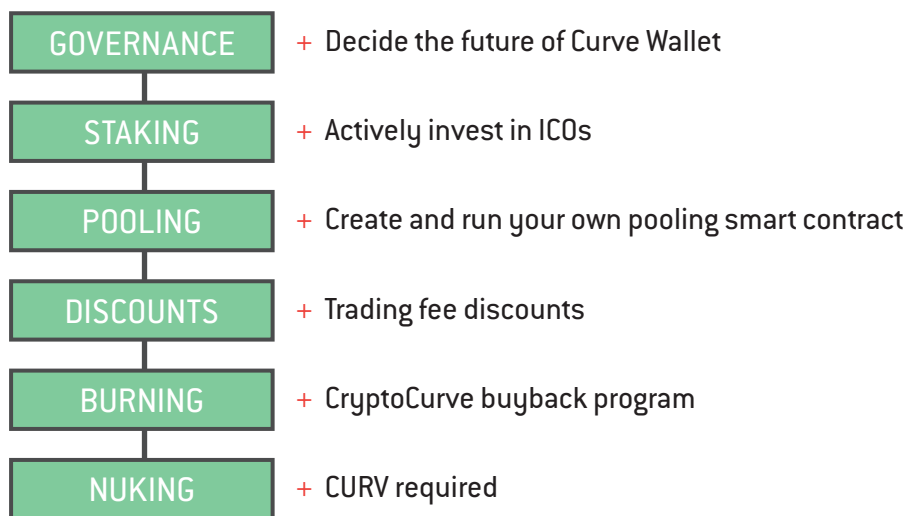 GOVERNANCE + Decide the future of Curve Wallet
STAKING + Actively invest in ICOs
POOLING + Create and run your own pooling smart contract
DISCOUNTS + Trading fee discounts
BURNING + CryptoCurve buyback program
NUKING + CURV required